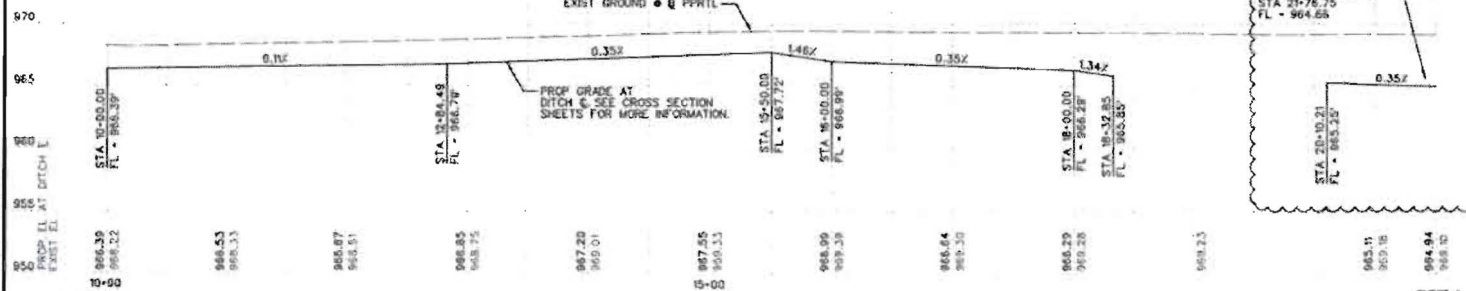 EXIST GROUND @ ℄ PPRTL
STA 21+76.75
FL = 964.66
970
965
960
955
950
0.11%
0.35%
1.46%
0.35%
1.34%
0.35%
PROP GRADE AT
DITCH ℄ SEE CROSS SECTION
SHEETS FOR MORE INFORMATION.
STA 10+00.00
FL = 966.39'
STA 12+84.49
FL = 966.79'
STA 15+50.00
FL = 967.72'
STA 16+00.00
FL = 966.99'
STA 18+00.00
FL = 966.29'
STA 18+32.85
FL = 965.85'
STA 20+10.21
FL = 965.25'
PROP EL AT DITCH ℄
EXIST EL
966.39
968.22
966.53
968.33
966.67
968.51
966.85
968.75
967.20
969.01
967.55
969.33
966.99
969.39
966.64
969.30
966.29
969.28
969.23
965.11
969.18
964.94
969.10
10+00
15+00